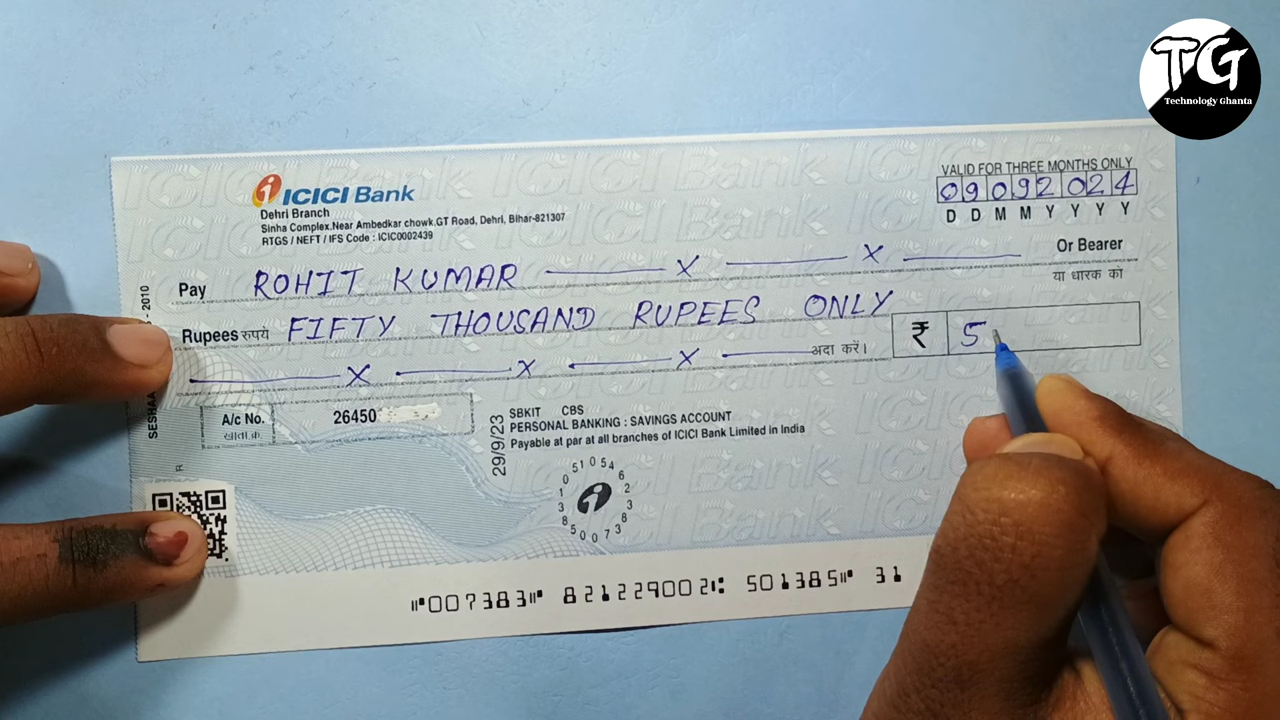 TG
Technology Ghanta
ICICI Bank
Dehri Branch
Sinha Complex.Near Ambedkar chowk.GT Road, Dehri, Bihar-821307
RTGS / NEFT / IFS Code : ICIC0002439
VALID FOR THREE MONTHS ONLY
09092024
D D M M Y Y Y Y
Pay ROHIT KUMAR ——— x ——— x ——— Or Bearer
या धारक को
Rupees रुपये FIFTY THOUSAND RUPEES ONLY
——— x ——— x ——— x ——— अदा करें।
₹ 5
A/c No. 26450
खाता क्र.
29/9/23
SBKIT CBS
PERSONAL BANKING : SAVINGS ACCOUNT
Payable at par at all branches of ICICI Bank Limited in India
SESHAA
2010
⑈007383⑈ 821229002⑆ 501385⑈ 31